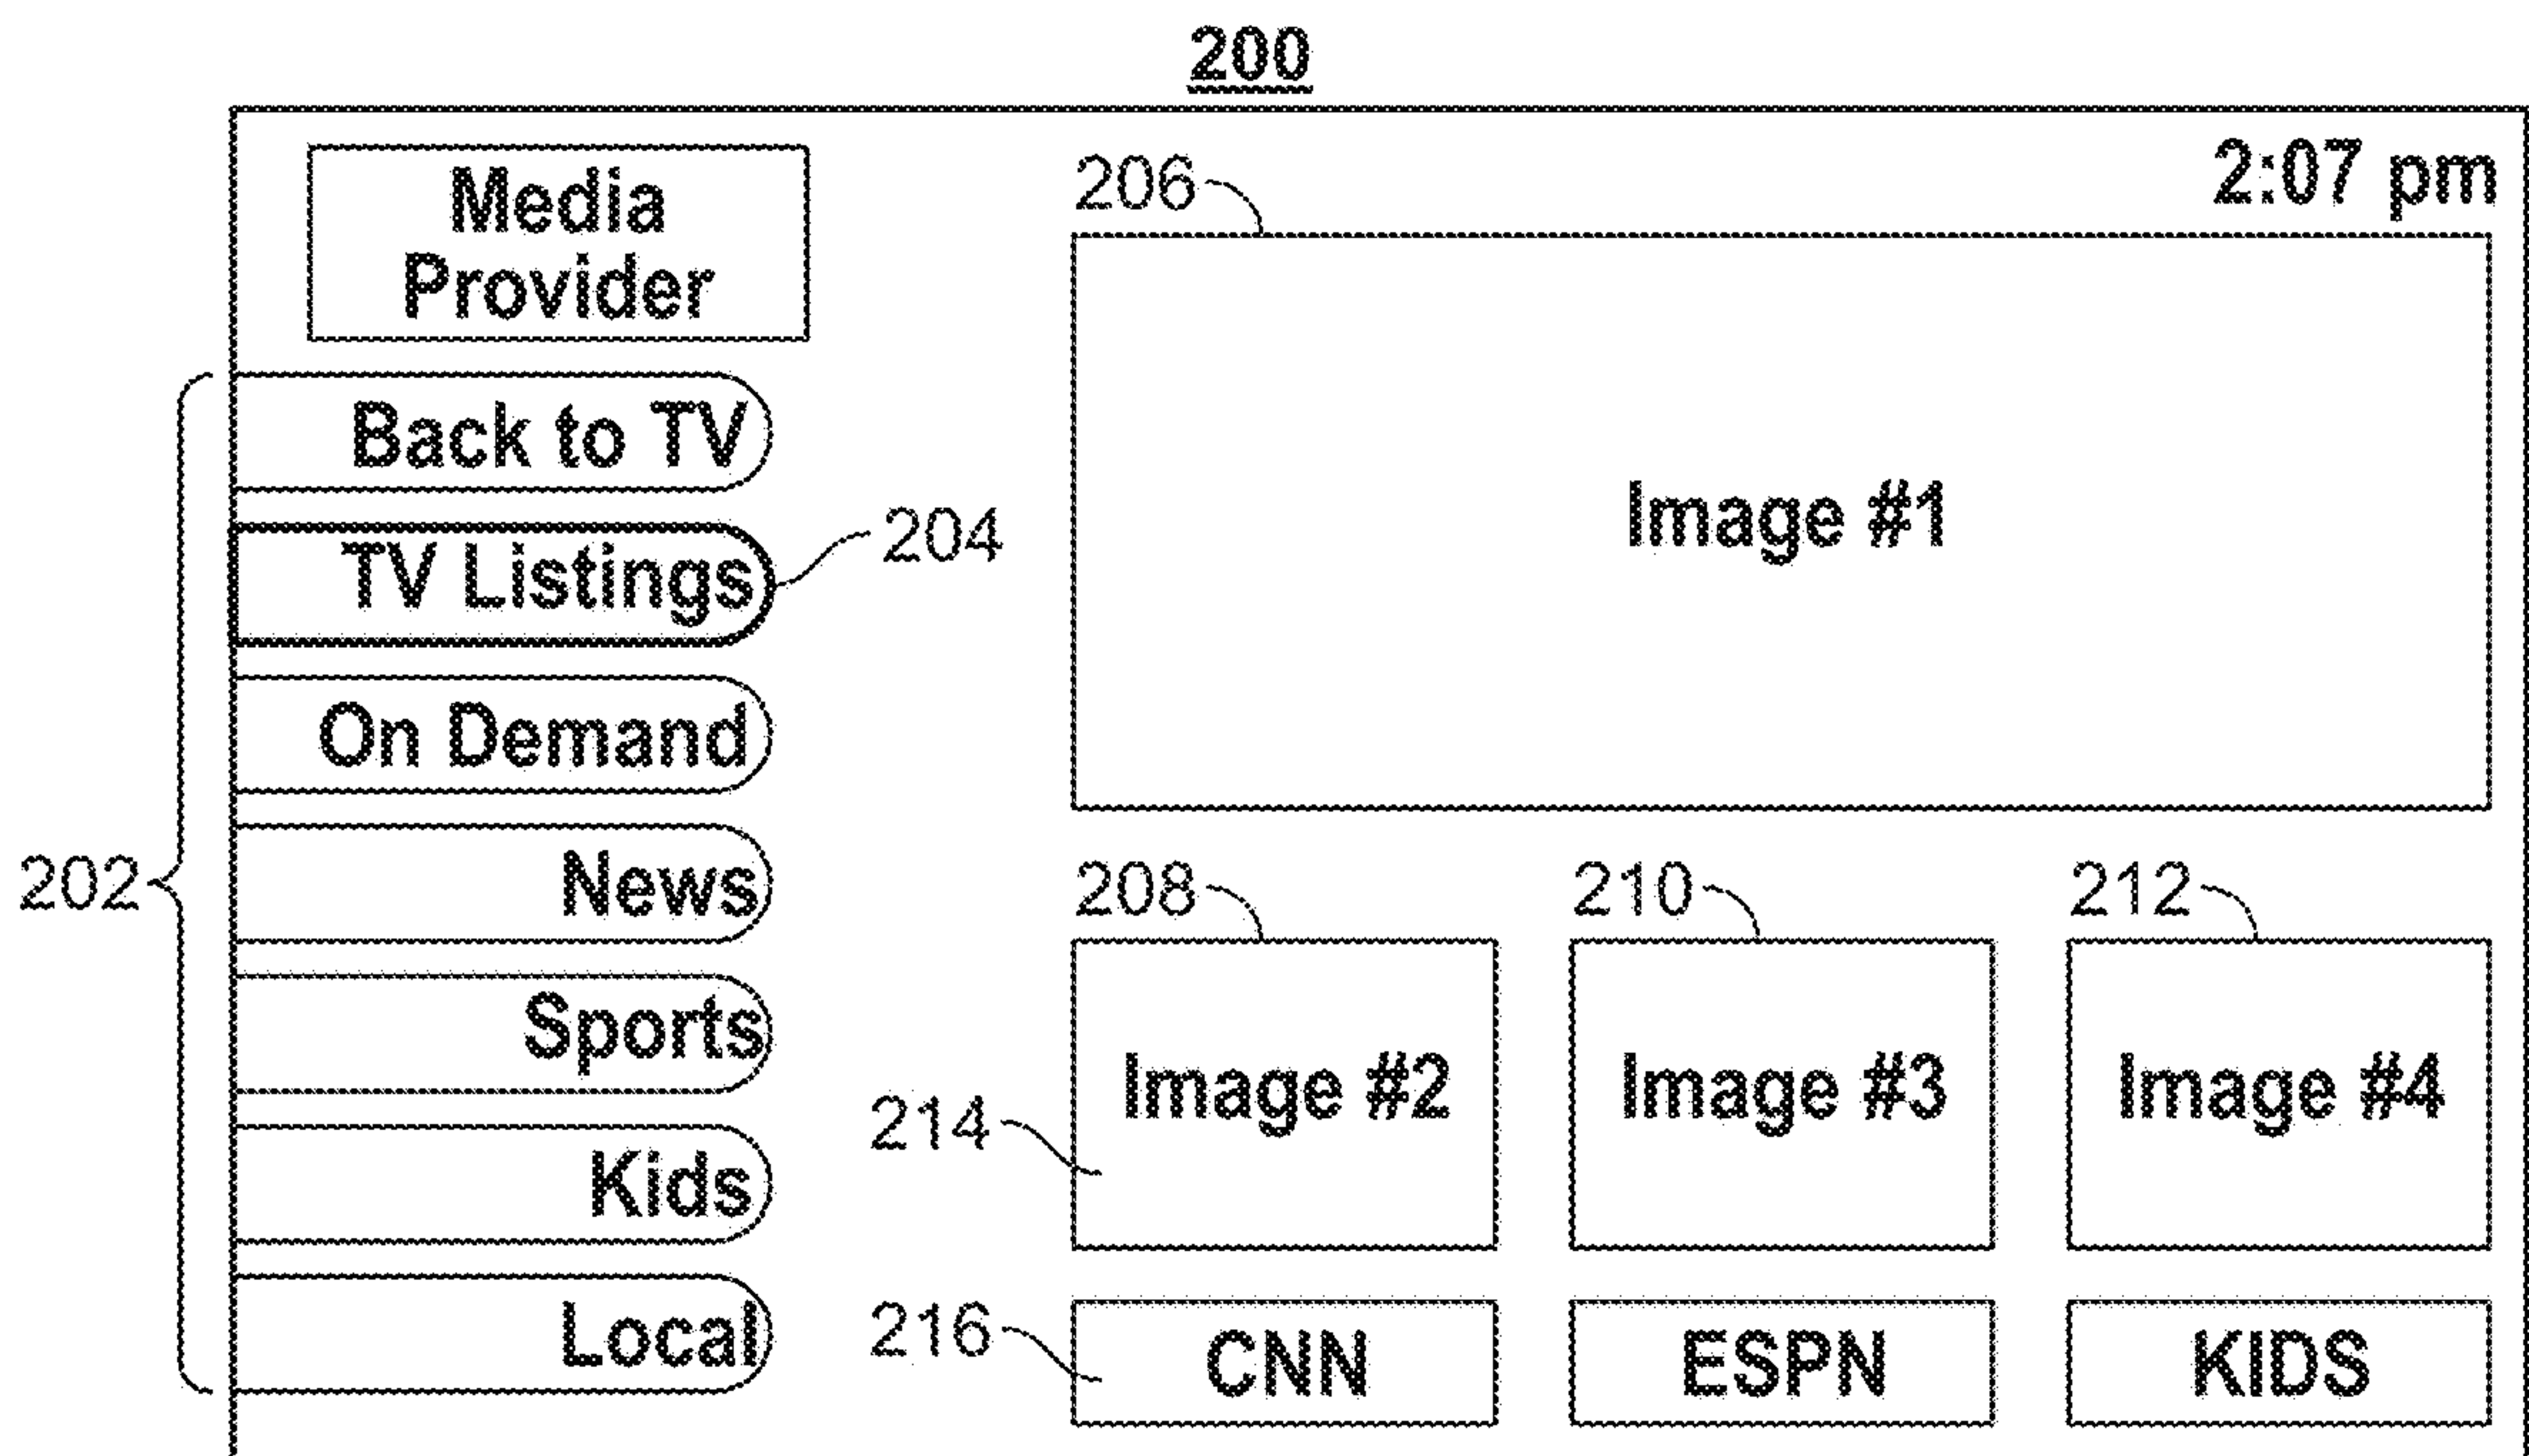 200
Media
Provider
2:07 pm
206
Image #1
Back to TV
TV Listings
204
On Demand
News
Sports
Kids
Local
202
208
210
212
Image #2
Image #3
Image #4
214
216
CNN
ESPN
KIDS